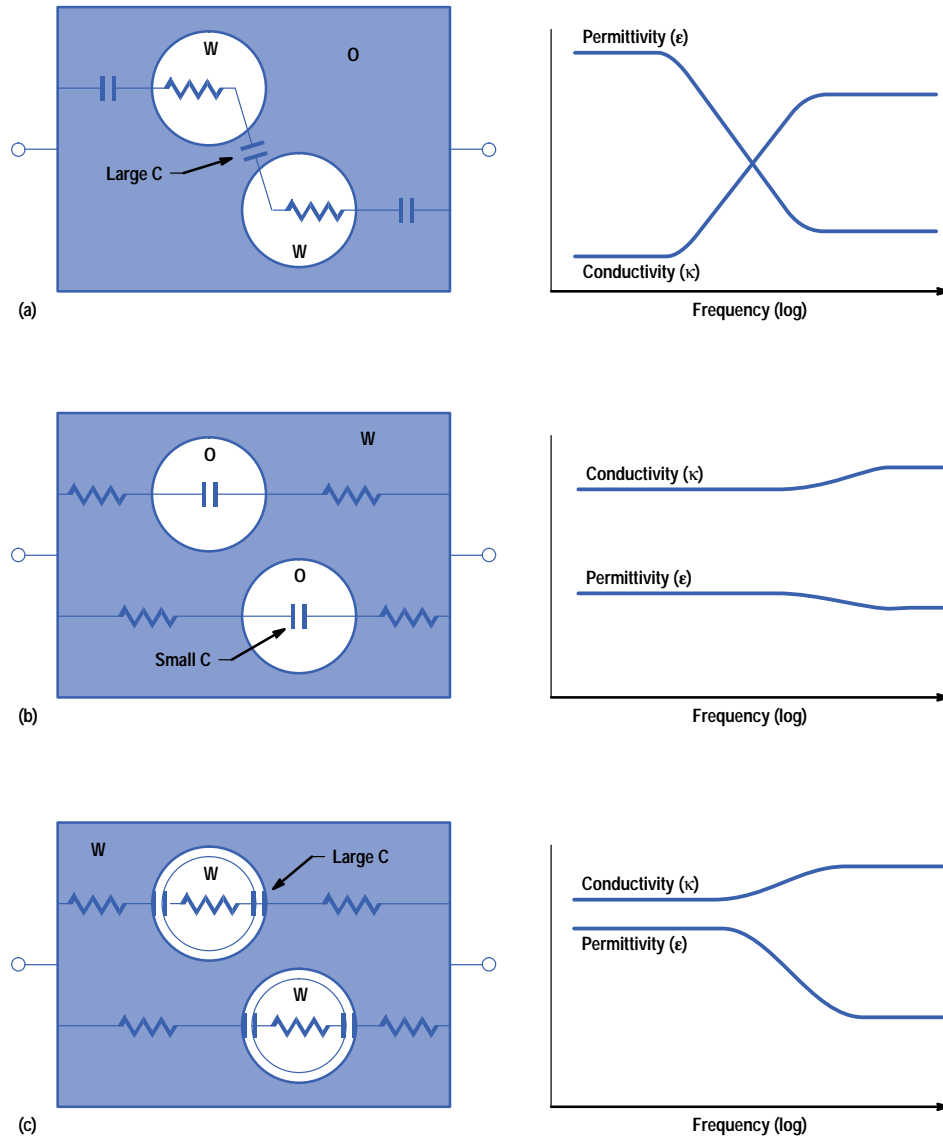 W
O
Large C
W
(a)
Permittivity (ε)
Conductivity (κ)
Frequency (log)
O
W
O
Small C
(b)
Conductivity (κ)
Permittivity (ε)
Frequency (log)
W
W
Large C
W
(c)
Conductivity (κ)
Permittivity (ε)
Frequency (log)